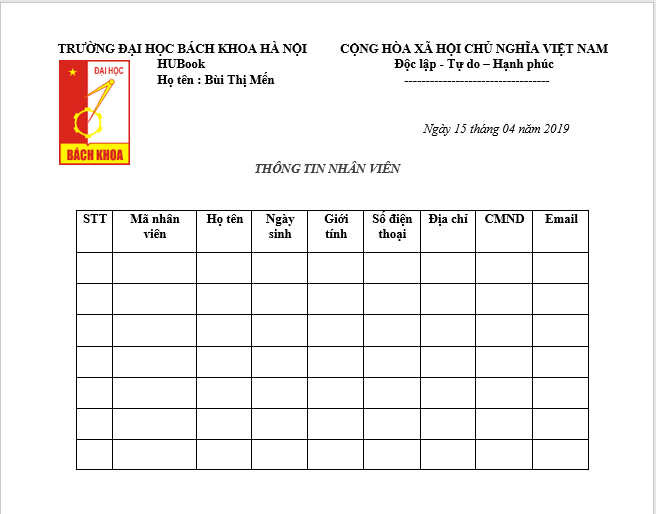 TRƯỜNG ĐẠI HỌC BÁCH KHOA HÀ NỘI
HUBook
Họ tên : Bùi Thị Mến
CỘNG HÒA XÃ HỘI CHỦ NGHĨA VIỆT NAM
Độc lập - Tự do – Hạnh phúc
-----------------------------------
ĐẠI HỌC
BÁCH KHOA
Ngày 15 tháng 04 năm 2019
THÔNG TIN NHÂN VIÊN
STT Mã nhân Họ tên Ngày Giới Số điện Địa chỉ CMND Email
viên sinh tính thoại